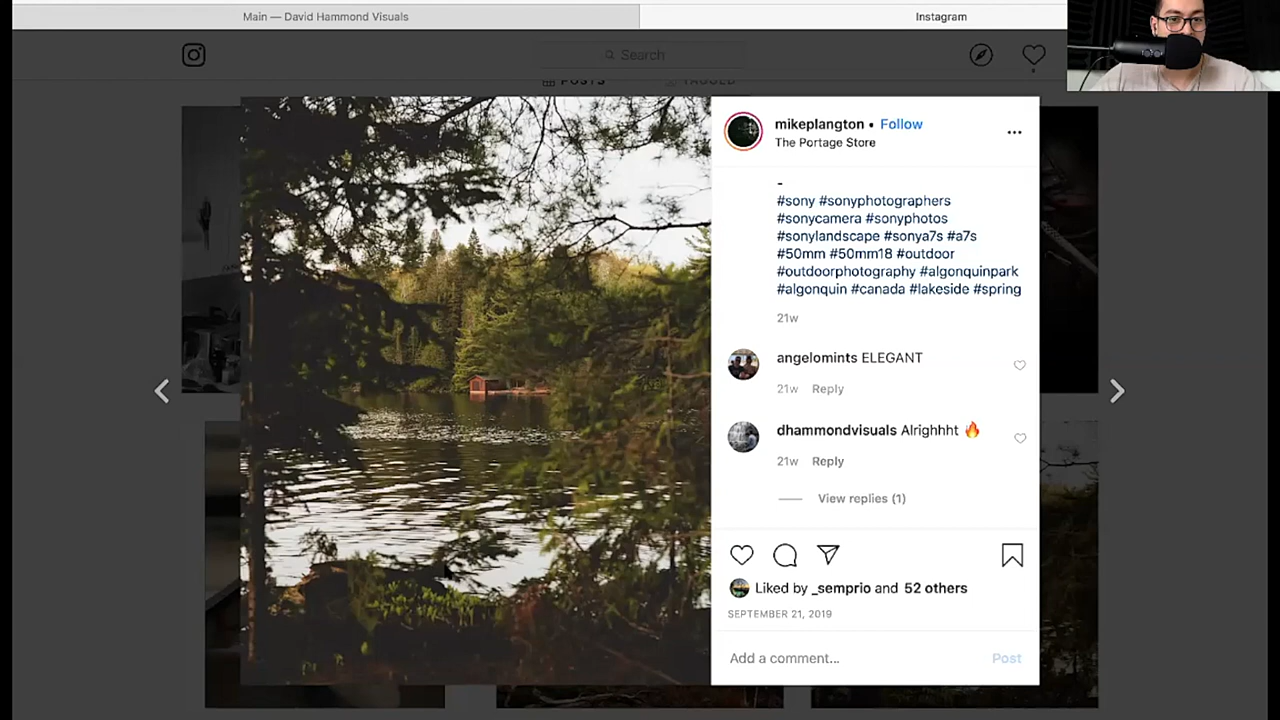 Main — David Hammond Visuals
Instagram
Search
POSTS
TAGGED
mikeplangton • Follow
The Portage Store
-
#sony #sonyphotographers
#sonycamera #sonyphotos
#sonylandscape #sonya7s #a7s
#50mm #50mm18 #outdoor
#outdoorphotography #algonquinpark
#algonquin #canada #lakeside #spring
21w
angelomints ELEGANT
21w Reply
dhammondvisuals Alrighhht 🔥
21w Reply
View replies (1)
Liked by _semprio and 52 others
SEPTEMBER 21, 2019
Add a comment... Post